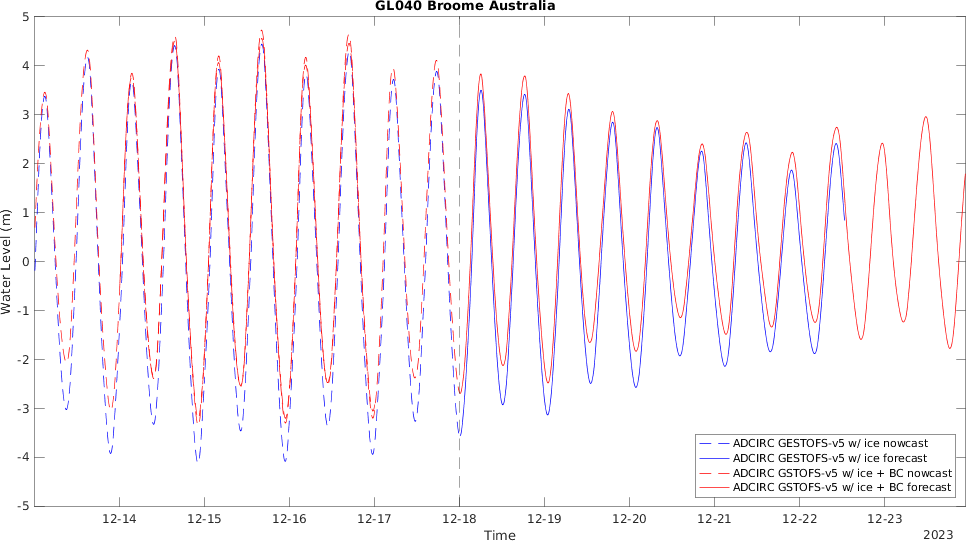 GL040 Broome Australia
Water Level (m)
5
4
3
2
1
0
-1
-2
-3
-4
-5
ADCIRC GESTOFS-v5 w/ ice nowcast
ADCIRC GESTOFS-v5 w/ ice forecast
ADCIRC GSTOFS-v5 w/ ice + BC nowcast
ADCIRC GSTOFS-v5 w/ ice + BC forecast
12-14 12-15 12-16 12-17 12-18 12-19 12-20 12-21 12-22 12-23
Time
2023